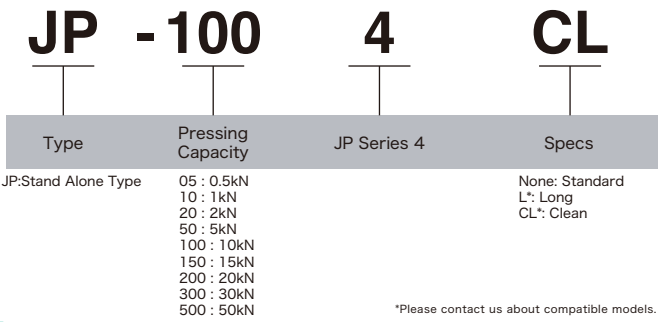 JP -100 4 CL
Type
Pressing
Capacity
JP Series 4
Specs
JP:Stand Alone Type
05 : 0.5kN
10 : 1kN
20 : 2kN
50 : 5kN
100 : 10kN
150 : 15kN
200 : 20kN
300 : 30kN
500 : 50kN
None: Standard
L*: Long
CL*: Clean
*Please contact us about compatible models.